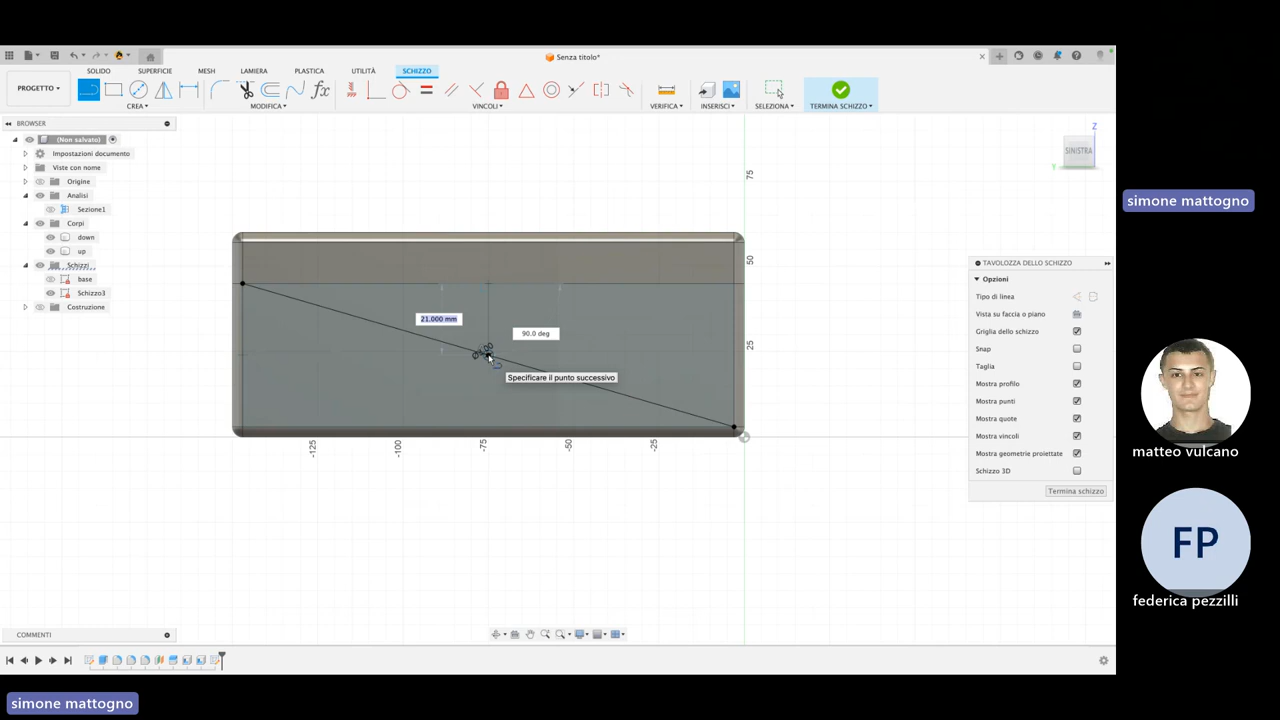 Senza titolo*
PROGETTO
SOLIDO
SUPERFICIE
MESH
LAMIERA
PLASTICA
UTILITÀ
SCHIZZO
CREA
MODIFICA
VINCOLI
VERIFICA
INSERISCI
SELEZIONA
TERMINA SCHIZZO
BROWSER
(Non salvato)
Impostazioni documento
Viste con nome
Origine
Analisi
Sezione1
Corpi
down
up
Schizzi
base
Schizzo3
Costruzione
Z
SINISTRA
Y
75
50
25
-125
-100
-75
-50
-25
21.000 mm
90.0 deg
Specificare il punto successivo
TAVOLOZZA DELLO SCHIZZO
Opzioni
Tipo di linea
Vista su faccia o piano
Griglia dello schizzo
Snap
Taglia
Mostra profilo
Mostra punti
Mostra quote
Mostra vincoli
Mostra geometrie proiettate
Schizzo 3D
Termina schizzo
COMMENTI
simone mattogno
matteo vulcano
FP
federica pezzilli
simone mattogno